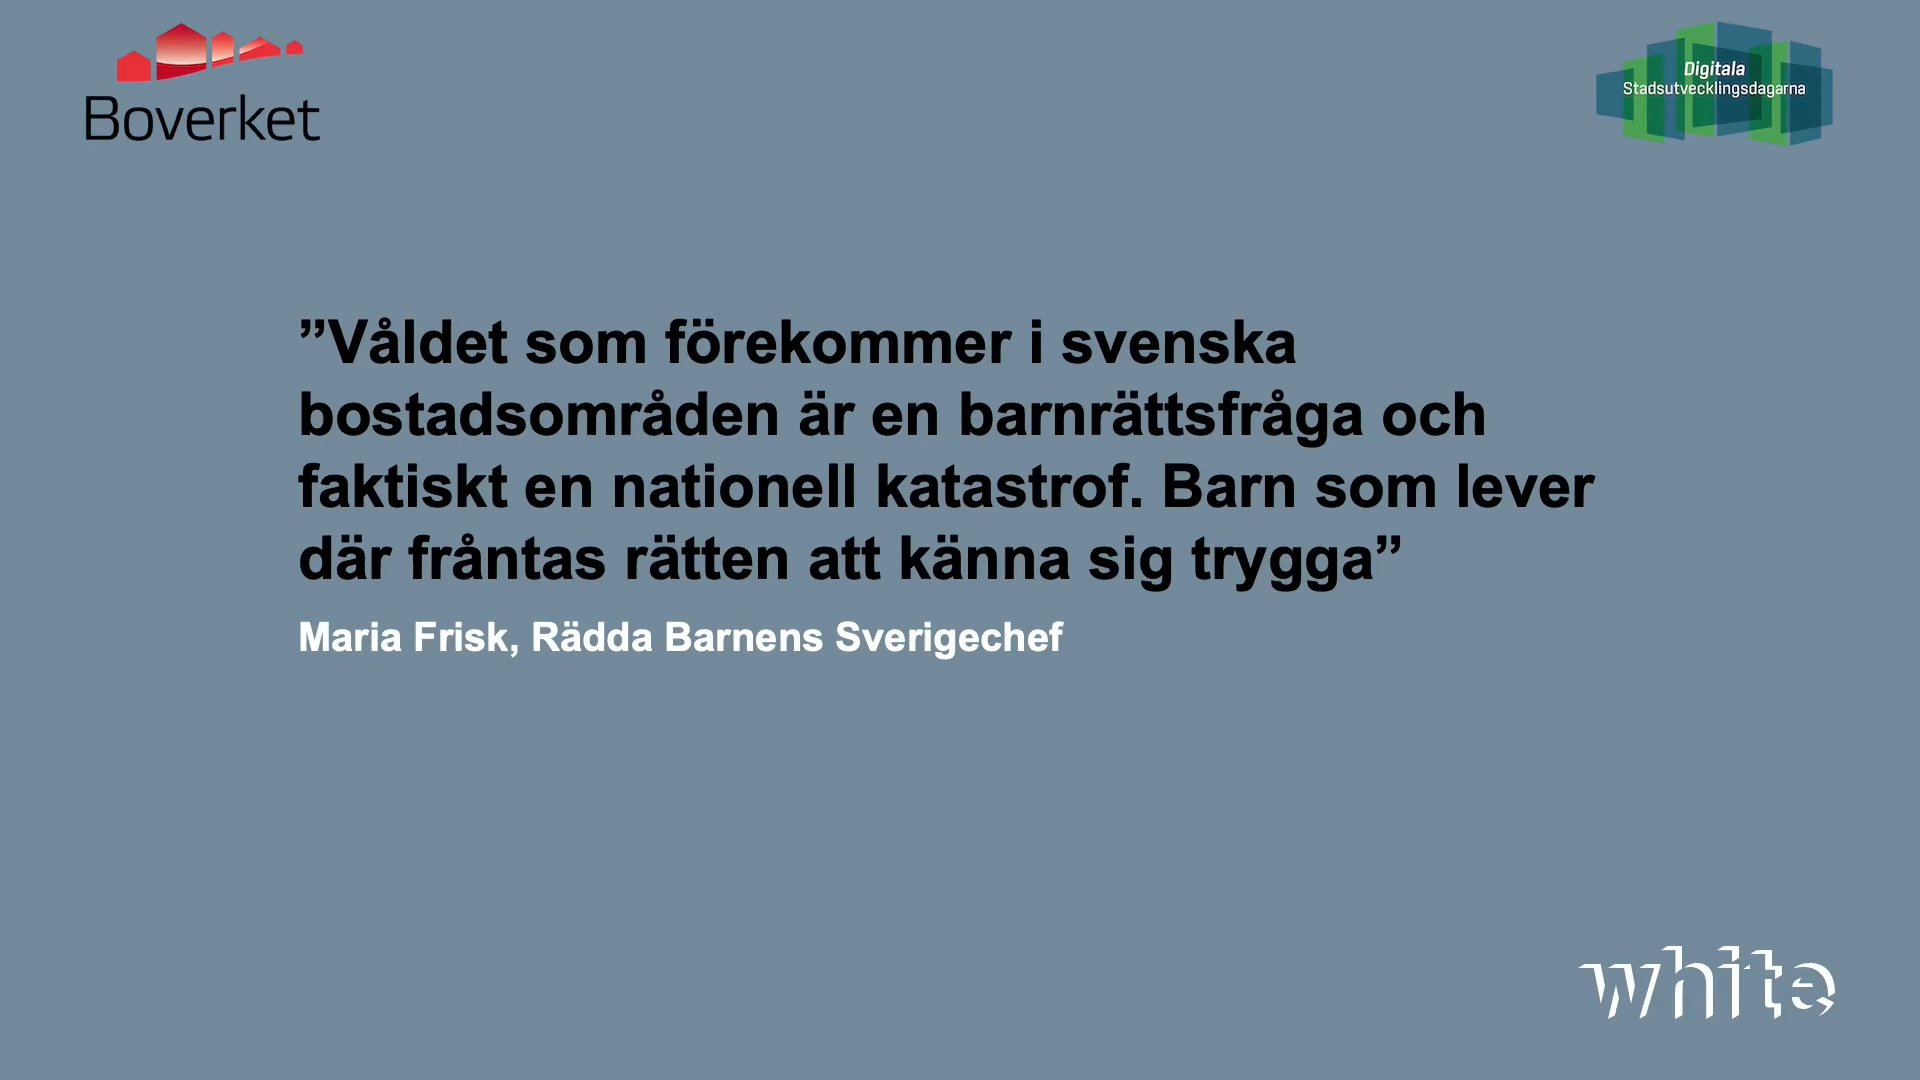 Boverket
Digitala
Stadsutvecklingsdagarna
”Våldet som förekommer i svenska
bostadsområden är en barnrättsfråga och
faktiskt en nationell katastrof. Barn som lever
där fråntas rätten att känna sig trygga”
Maria Frisk, Rädda Barnens Sverigechef
white